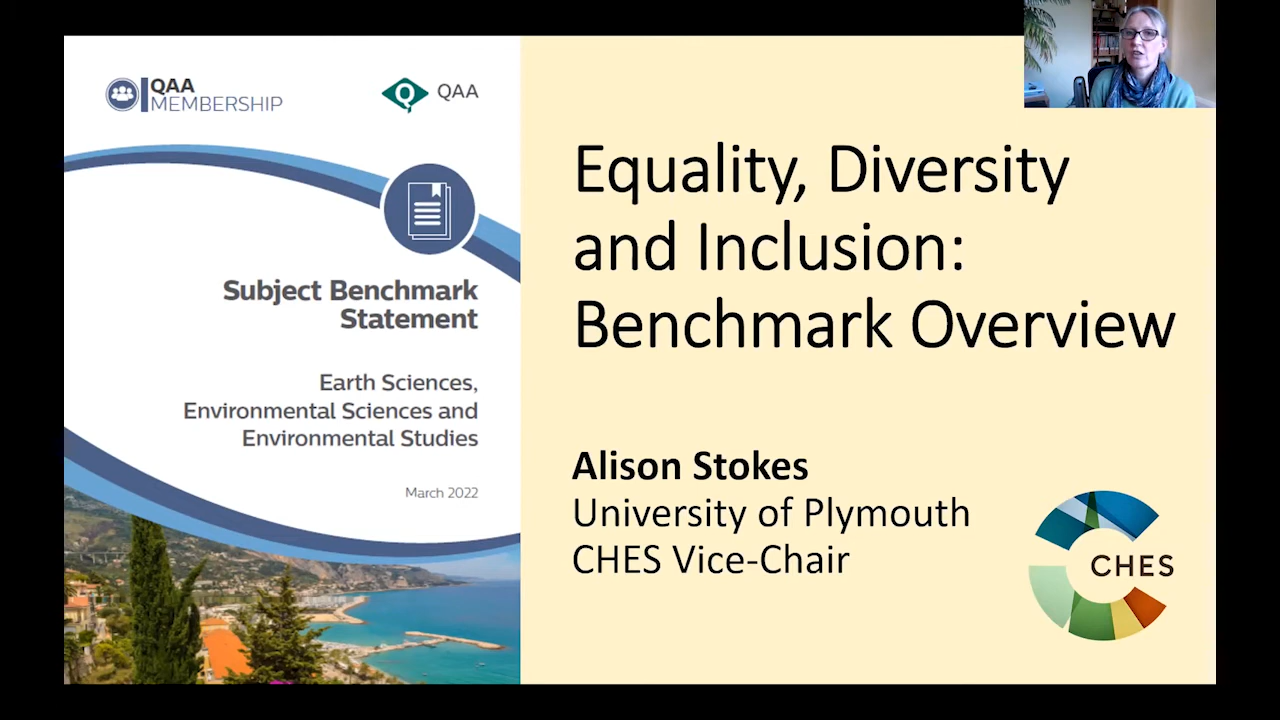 QAA
MEMBERSHIP
QAA
Subject Benchmark
Statement
Earth Sciences,
Environmental Sciences and
Environmental Studies
March 2022
Equality, Diversity
and Inclusion:
Benchmark Overview
Alison Stokes
University of Plymouth
CHES Vice-Chair
CHES